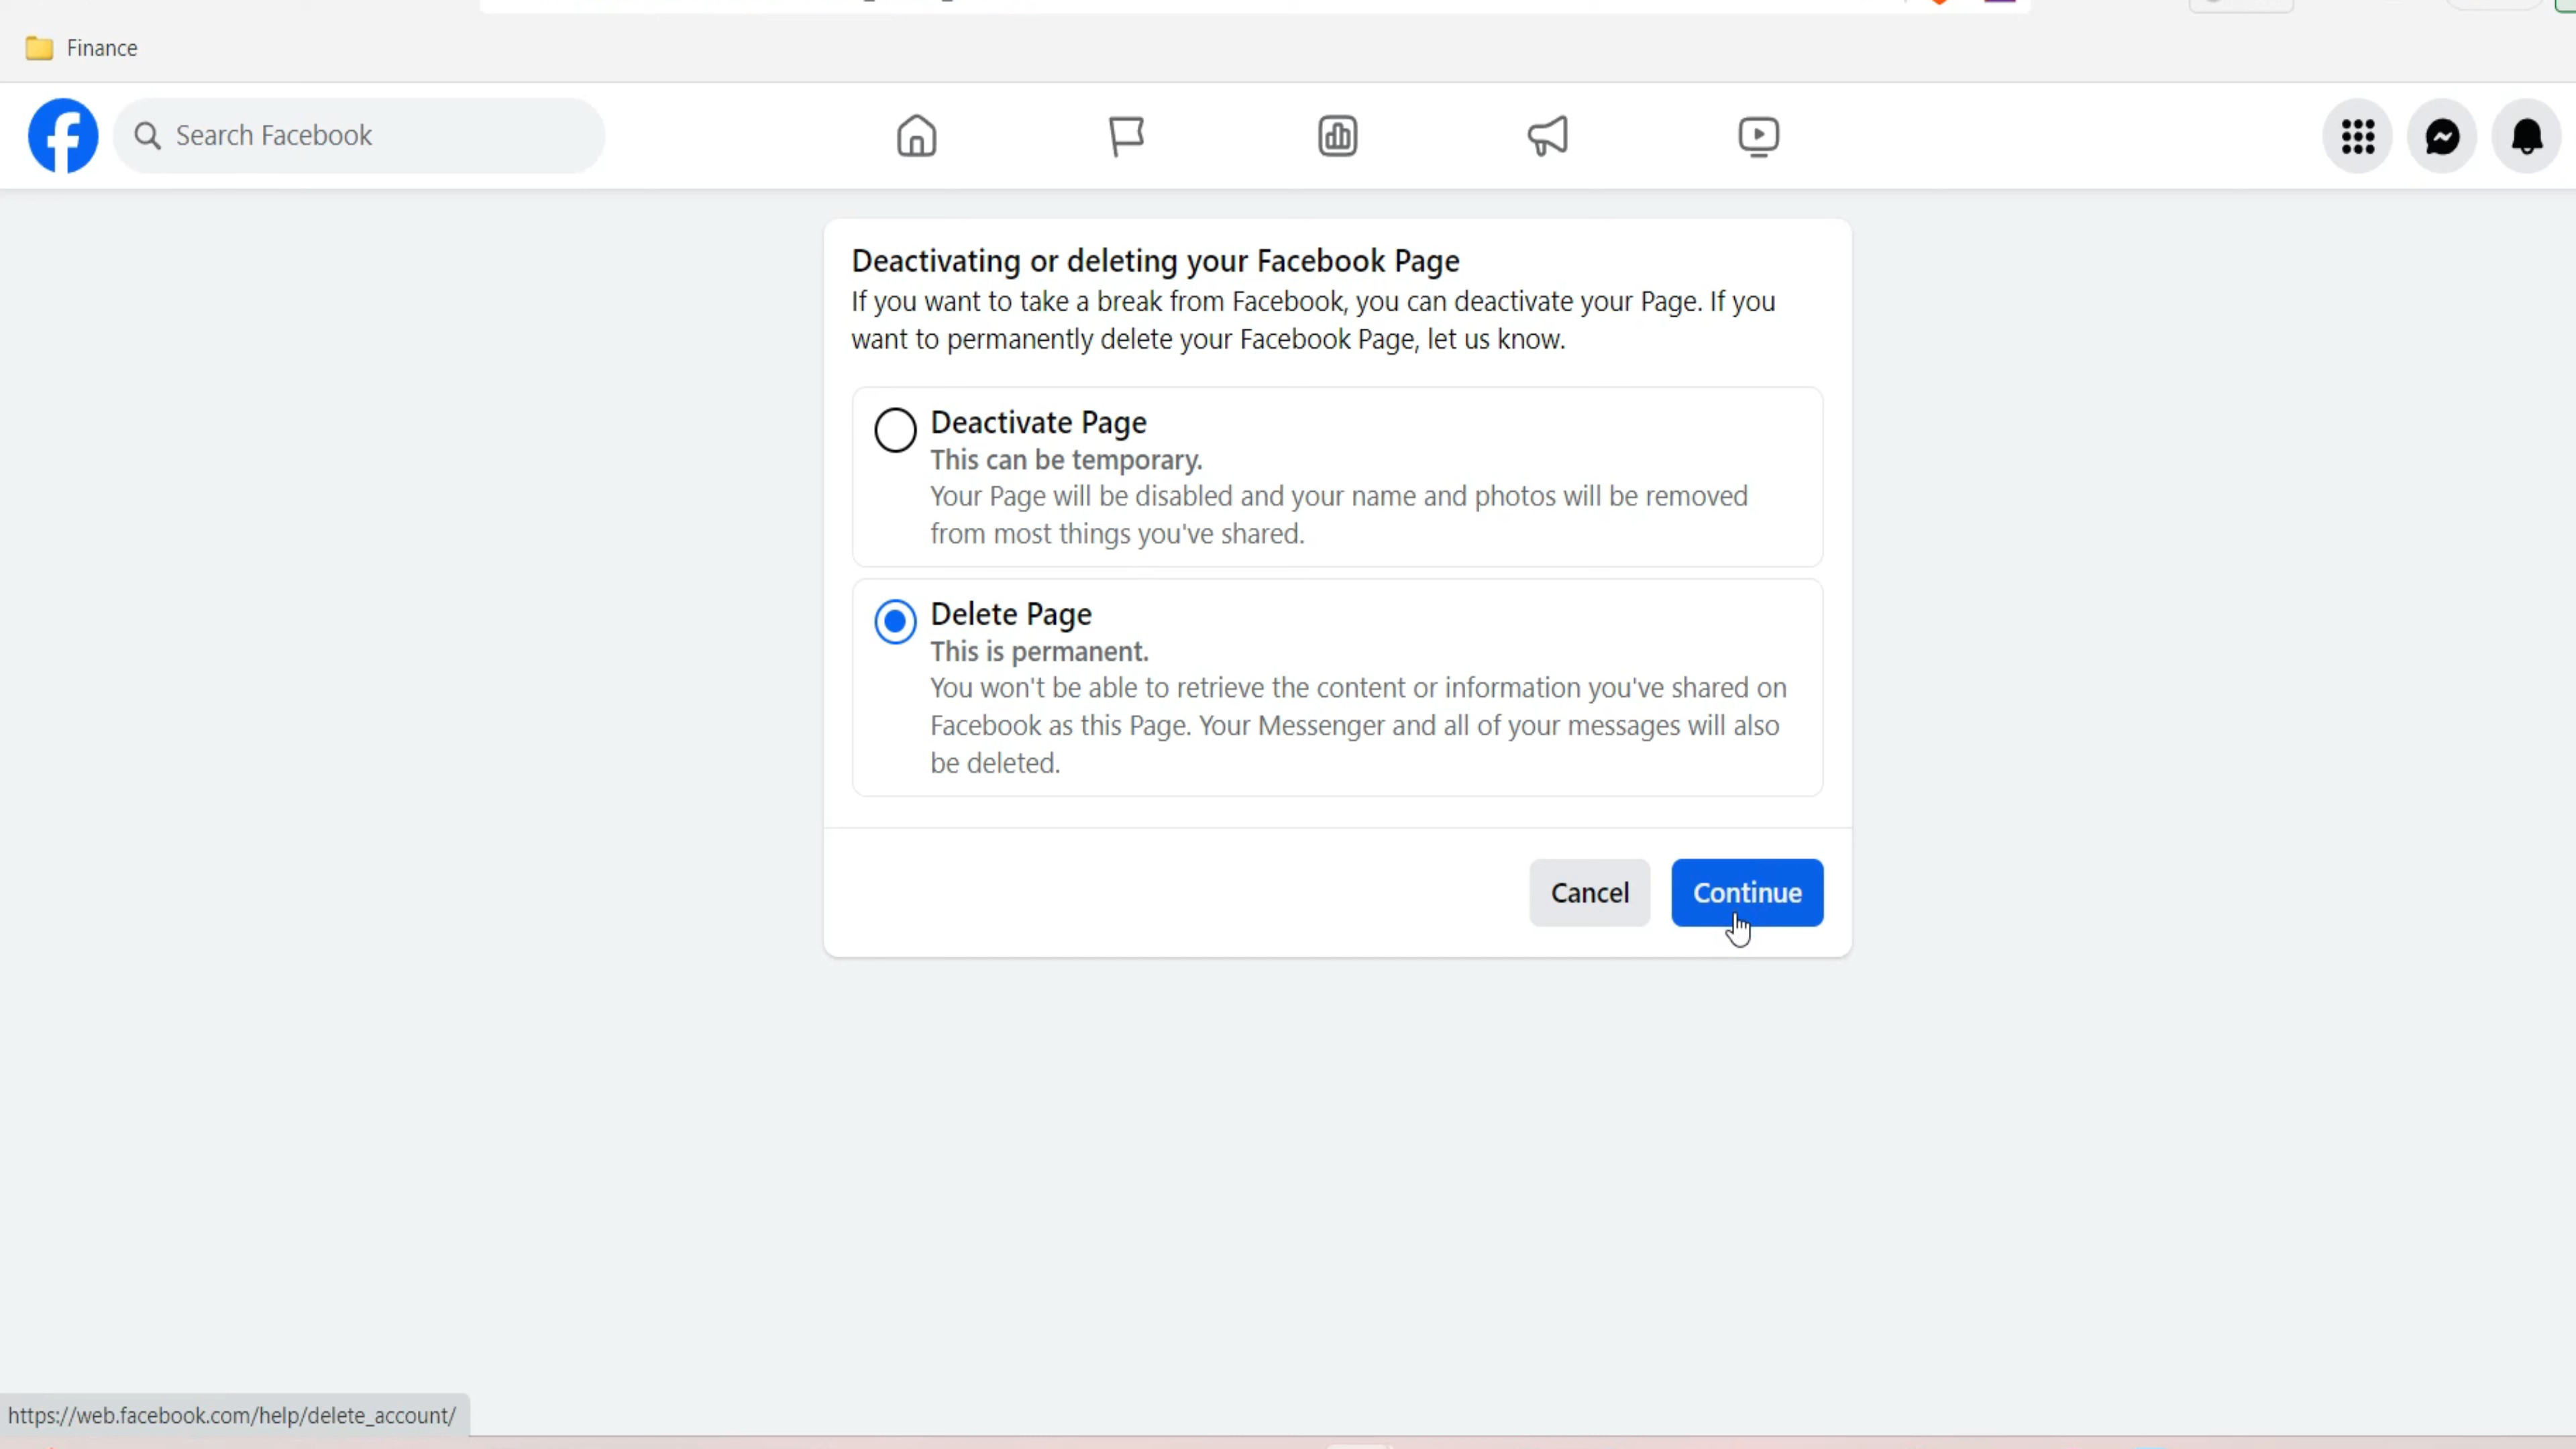 Finance
Search Facebook
Deactivating or deleting your Facebook Page
If you want to take a break from Facebook, you can deactivate your Page. If you
want to permanently delete your Facebook Page, let us know.
Deactivate Page
This can be temporary.
Your Page will be disabled and your name and photos will be removed
from most things you've shared.
Delete Page
This is permanent.
You won't be able to retrieve the content or information you've shared on
Facebook as this Page. Your Messenger and all of your messages will also
be deleted.
Cancel
Continue
https://web.facebook.com/help/delete_account/